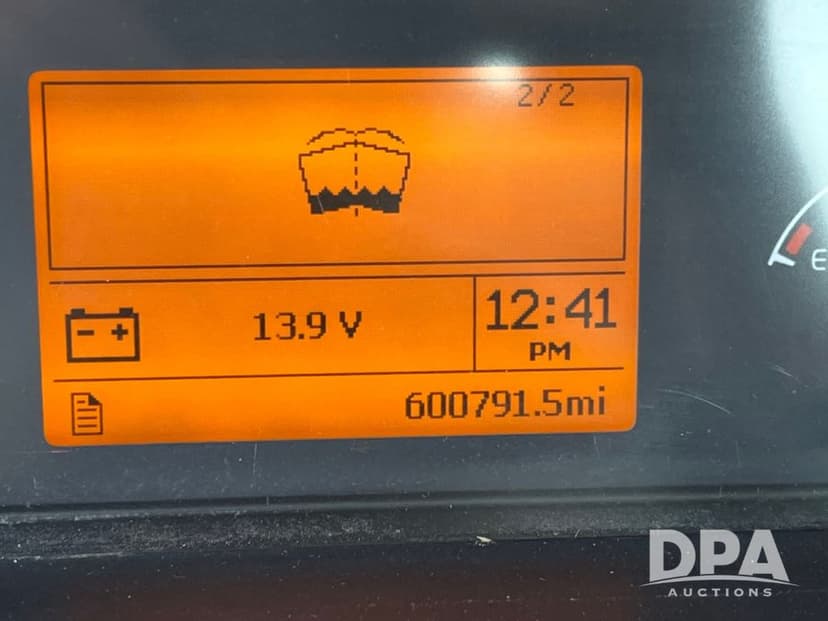 2/2
- +
13.9 V
12:41
PM
600791.5mi
E
DPA
AUCTIONS